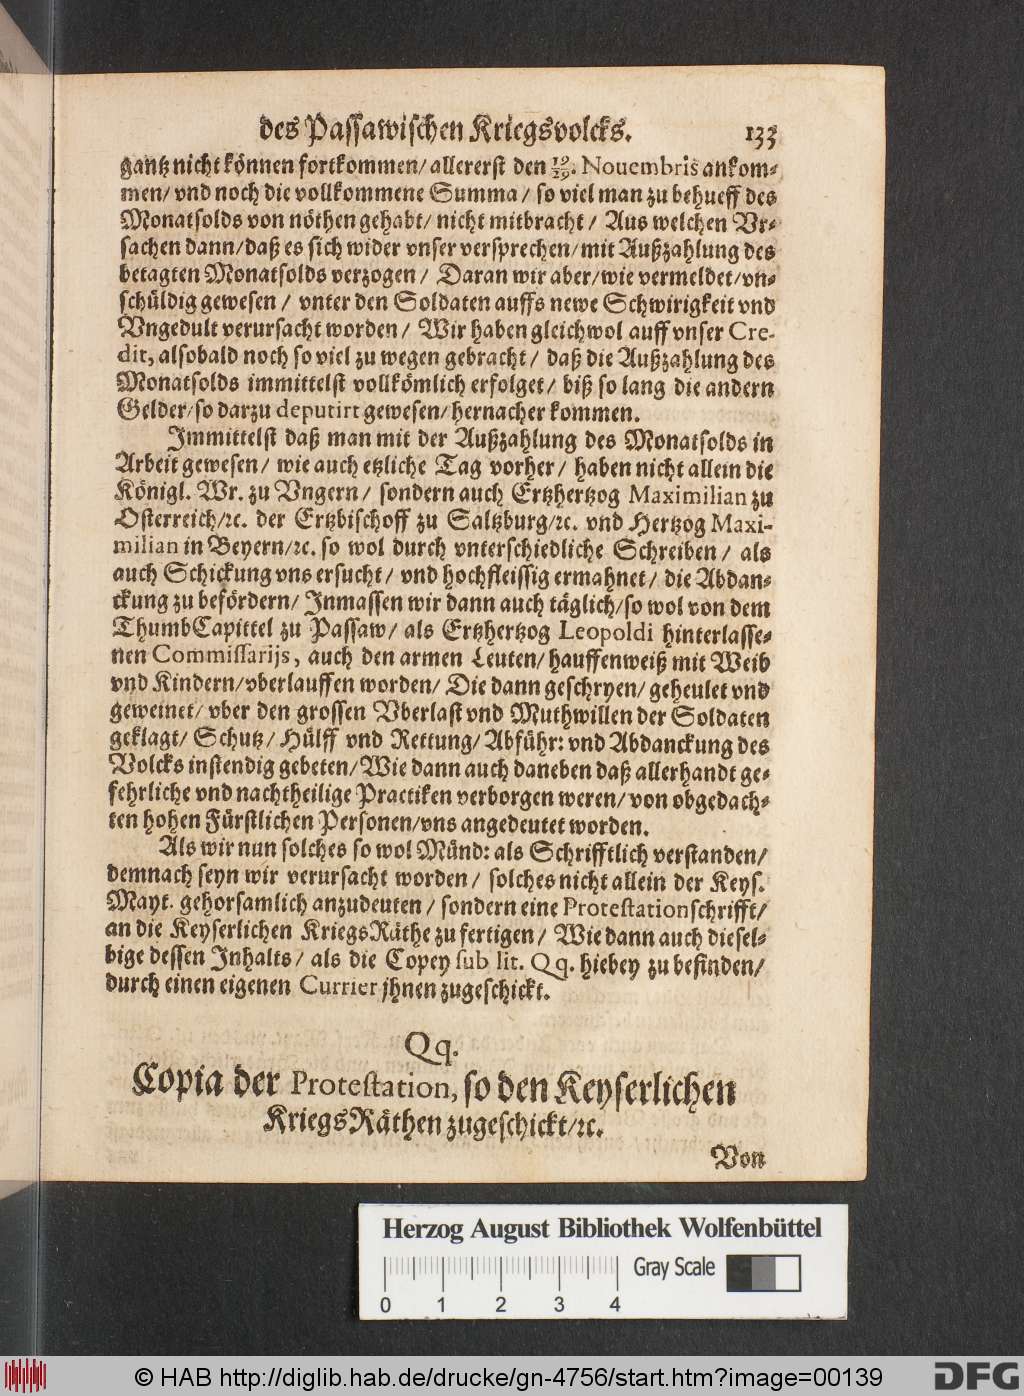 des Passawischen Kriegsvolcks. 133
gantz nicht können fortkommen/ allererst den 19/29. Nouembris ankom-
men/ vnd noch die vollkommene Summa/ so viel man zu behueff des
Monatsolds von nöthen gehabt/ nicht mitbracht/ Aus welchen Vr-
sachen dann/ daß es sich wider vnser versprechen/ mit Außzahlung des
betagten Monatsolds verzogen/ Daran wir aber/ wie vermeldet/ vn-
schüldig gewesen/ vnter den Soldaten auffs newe Schwirigkeit vnd
Vngedult verursacht worden/ Wir haben gleichwol auff vnser Cre-
dit, alsobald noch so viel zu wegen gebracht/ daß die Außzahlung des
Monatsolds immittelst vollkömlich erfolget/ biß so lang die andern
Gelder/ so darzu deputirt gewesen/ hernacher kommen.
Immittelst daß man mit der Außzahlung des Monatsolds in
Arbeit gewesen/ wie auch etzliche Tag vorher/ haben nicht allein die
Königl. Wr. zu Vngern/ sondern auch Ertzhertzog Maximilian zu
Osterreich/ꝛc. der Ertzbischoff zu Saltzburg/ꝛc. vnd Hertzog Maxi-
milian in Beyern/ꝛc. so wol durch vnterschiedliche Schreiben/ als
auch Schickung vns ersucht/ vnd hochfleissig ermahnet/ die Abdan-
ckung zu befördern/ Inmassen wir dann auch täglich/ so wol von dem
ThumbCapittel zu Passaw/ als Ertzhertzog Leopoldi hinterlasse-
nen Commissarijs, auch den armen Leuten/ hauffenweiß mit Weib
vnd Kindern/ vberlauffen worden/ Die dann geschryen/ geheulet vnd
geweinet/ vber den grossen Vberlast vnd Muthwillen der Soldaten
geklagt/ Schutz/ Hülff vnd Rettung/ Abführ: vnd Abdanckung des
Volcks instendig gebeten/ Wie dann auch daneben daß allerhandt ge-
fehrliche vnd nachtheilige Practiken verborgen weren/ von obgedach-
ten hohen Fürstlichen Personen/ vns angedeutet worden.
Als wir nun solches so wol Münd: als Schrifftlich verstanden/
demnach seyn wir verursacht worden/ solches nicht allein der Keys.
Mayt. gehorsamlich anzudeuten/ sondern eine Protestationschrifft/
an die Keyserlichen KriegsRäthe zu fertigen/ Wie dann auch diesel-
bige dessen Inhalts/ als die Copey sub lit. Qq. hiebey zu befinden/
durch einen eigenen Currier jhnen zugeschickt.
Qq.
Copia der Protestation, so den Keyserlichen
KriegsRäthen zugeschickt/ꝛc.
Von
Herzog August Bibliothek Wolfenbüttel
Gray Scale
0 1 2 3 4
© HAB http://diglib.hab.de/drucke/gn-4756/start.htm?image=00139
DFG